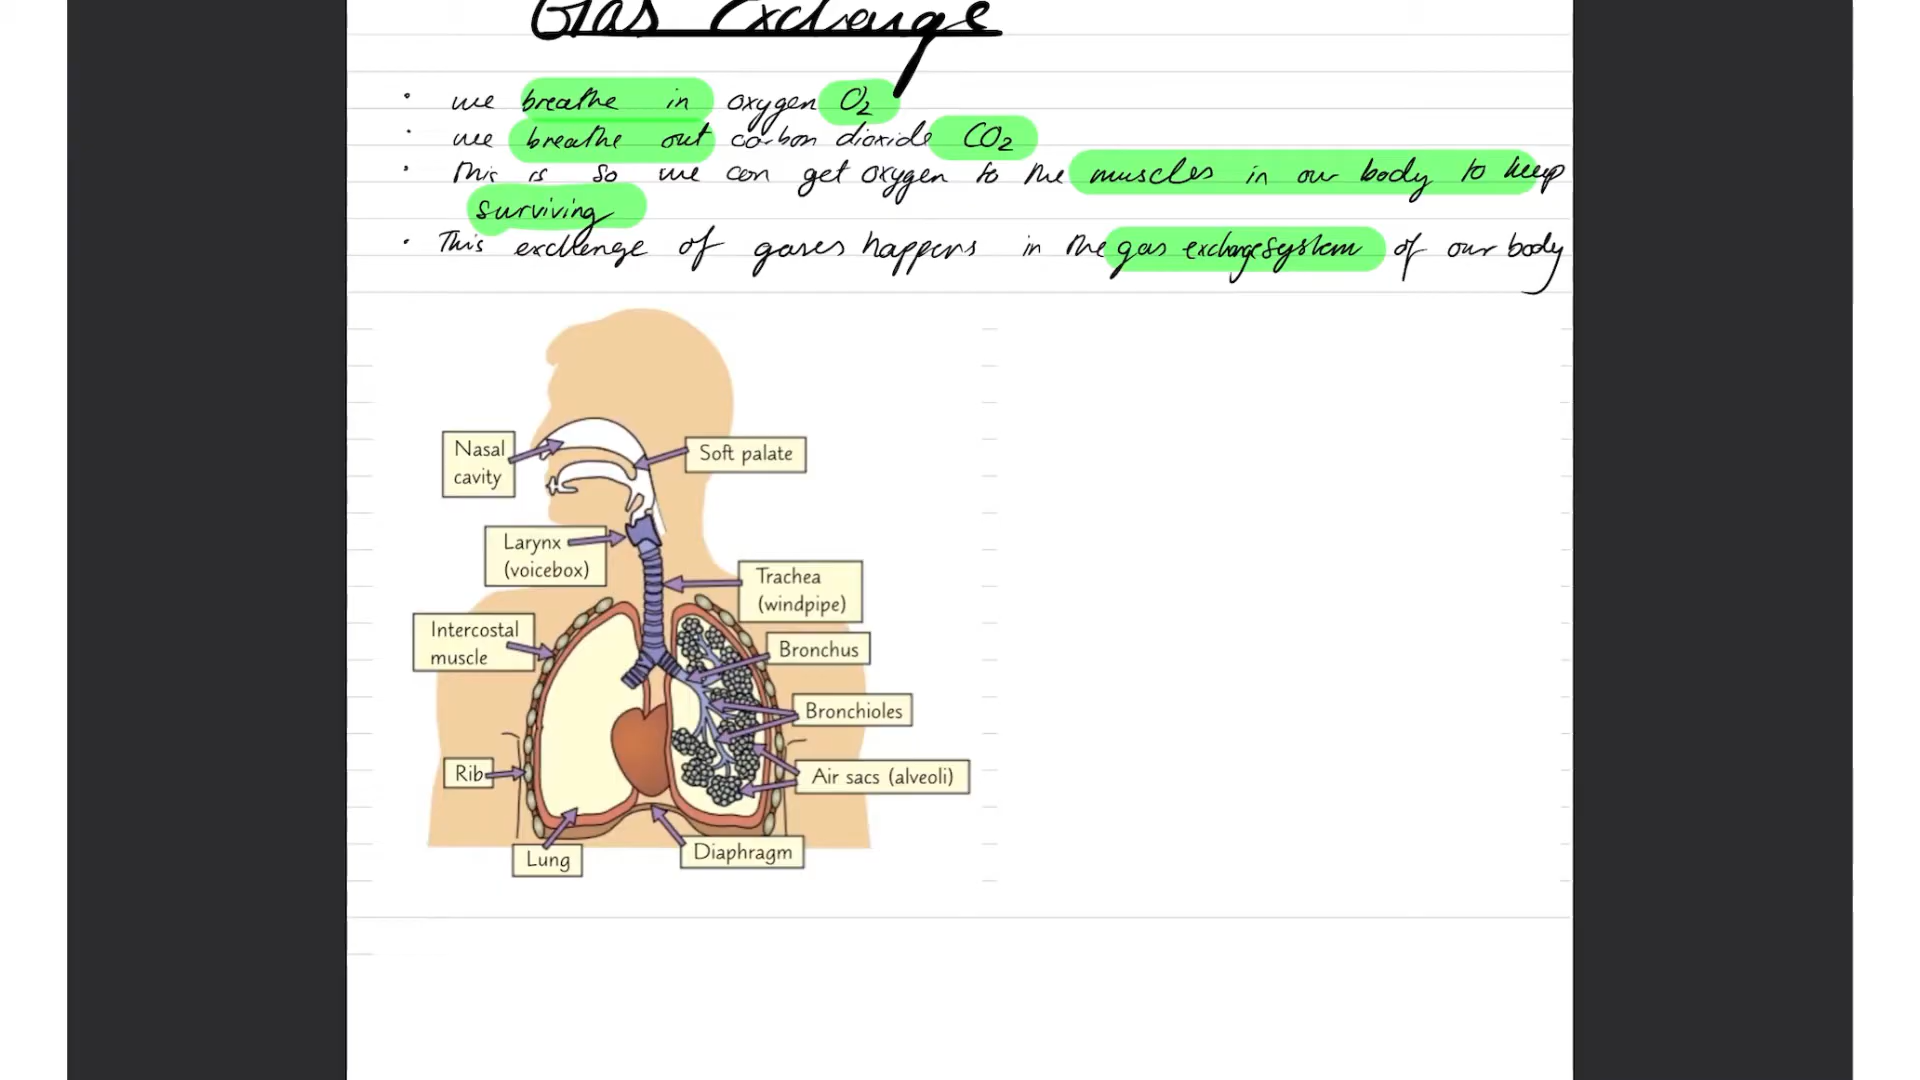 Gas Exchange
• we breathe in oxygen O₂
• we breathe out carbon dioxide CO₂
• This is so we can get oxygen to the muscles in our body to keep
surviving
• This exchenge of gases happens in the gas exchange system of our body
Nasal
cavity
Soft palate
Larynx
(voicebox)
Trachea
(windpipe)
Intercostal
muscle
Bronchus
Bronchioles
Rib
Air sacs (alveoli)
Lung
Diaphragm